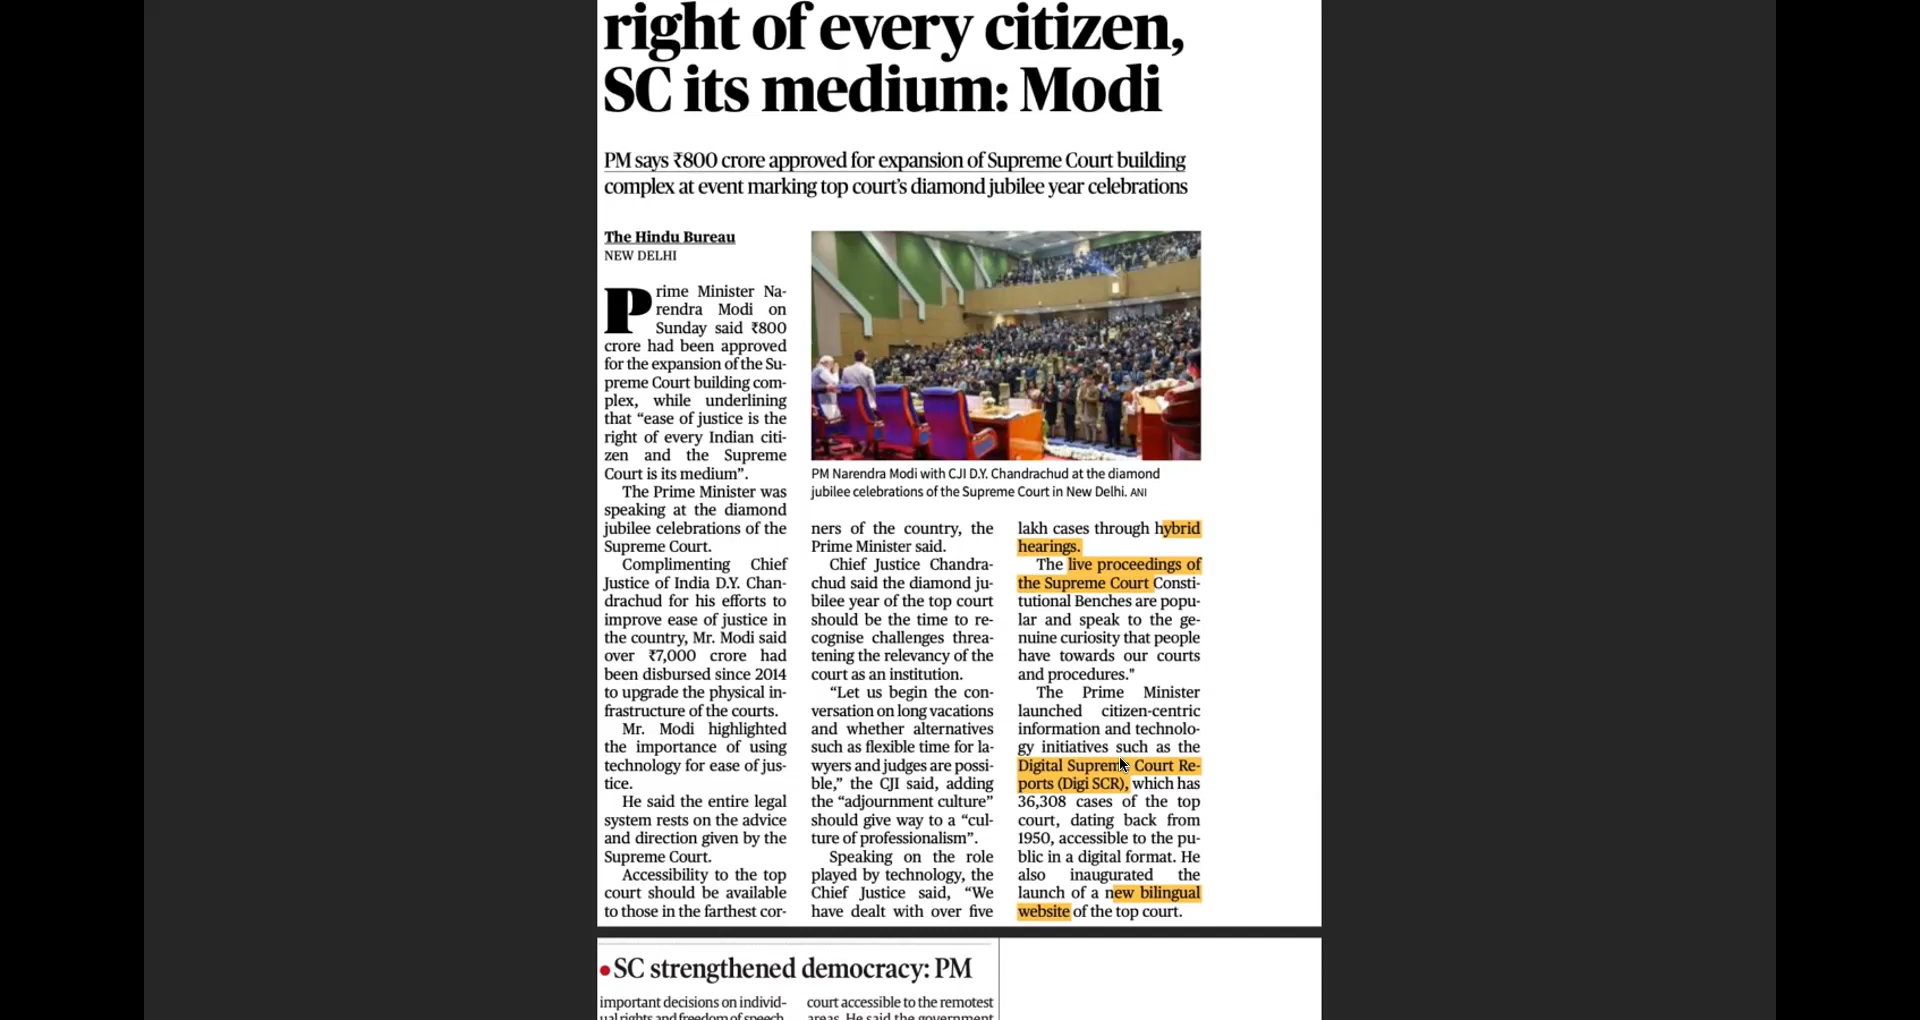 right of every citizen,
SC its medium: Modi
PM says ₹800 crore approved for expansion of Supreme Court building
complex at event marking top court's diamond jubilee year celebrations
The Hindu Bureau
NEW DELHI
Prime Minister Na-
rendra Modi on
Sunday said ₹800
crore had been approved
for the expansion of the Su-
preme Court building com-
plex, while underlining
that “ease of justice is the
right of every Indian citi-
zen and the Supreme
Court is its medium”.
The Prime Minister was
speaking at the diamond
jubilee celebrations of the
Supreme Court.
Complimenting Chief
Justice of India D.Y. Chan-
drachud for his efforts to
improve ease of justice in
the country, Mr. Modi said
over ₹7,000 crore had
been disbursed since 2014
to upgrade the physical in-
frastructure of the courts.
Mr. Modi highlighted
the importance of using
technology for ease of jus-
tice.
He said the entire legal
system rests on the advice
and direction given by the
Supreme Court.
Accessibility to the top
court should be available
to those in the farthest cor-
PM Narendra Modi with CJI D.Y. Chandrachud at the diamond
jubilee celebrations of the Supreme Court in New Delhi. ANI
ners of the country, the
Prime Minister said.
Chief Justice Chandra-
chud said the diamond ju-
bilee year of the top court
should be the time to re-
cognise challenges threa-
tening the relevancy of the
court as an institution.
“Let us begin the con-
versation on long vacations
and whether alternatives
such as flexible time for la-
wyers and judges are possi-
ble,” the CJI said, adding
the “adjournment culture”
should give way to a “cul-
ture of professionalism”.
Speaking on the role
played by technology, the
Chief Justice said, “We
have dealt with over five
lakh cases through hybrid
hearings.
The live proceedings of
the Supreme Court Consti-
tutional Benches are popu-
lar and speak to the ge-
nuine curiosity that people
have towards our courts
and procedures."
The Prime Minister
launched citizen-centric
information and technolo-
gy initiatives such as the
Digital Supreme Court Re-
ports (Digi SCR), which has
36,308 cases of the top
court, dating back from
1950, accessible to the pu-
blic in a digital format. He
also inaugurated the
launch of a new bilingual
website of the top court.
SC strengthened democracy: PM
important decisions on individ-
ual rights and freedom of speech
court accessible to the remotest
areas. He said the government